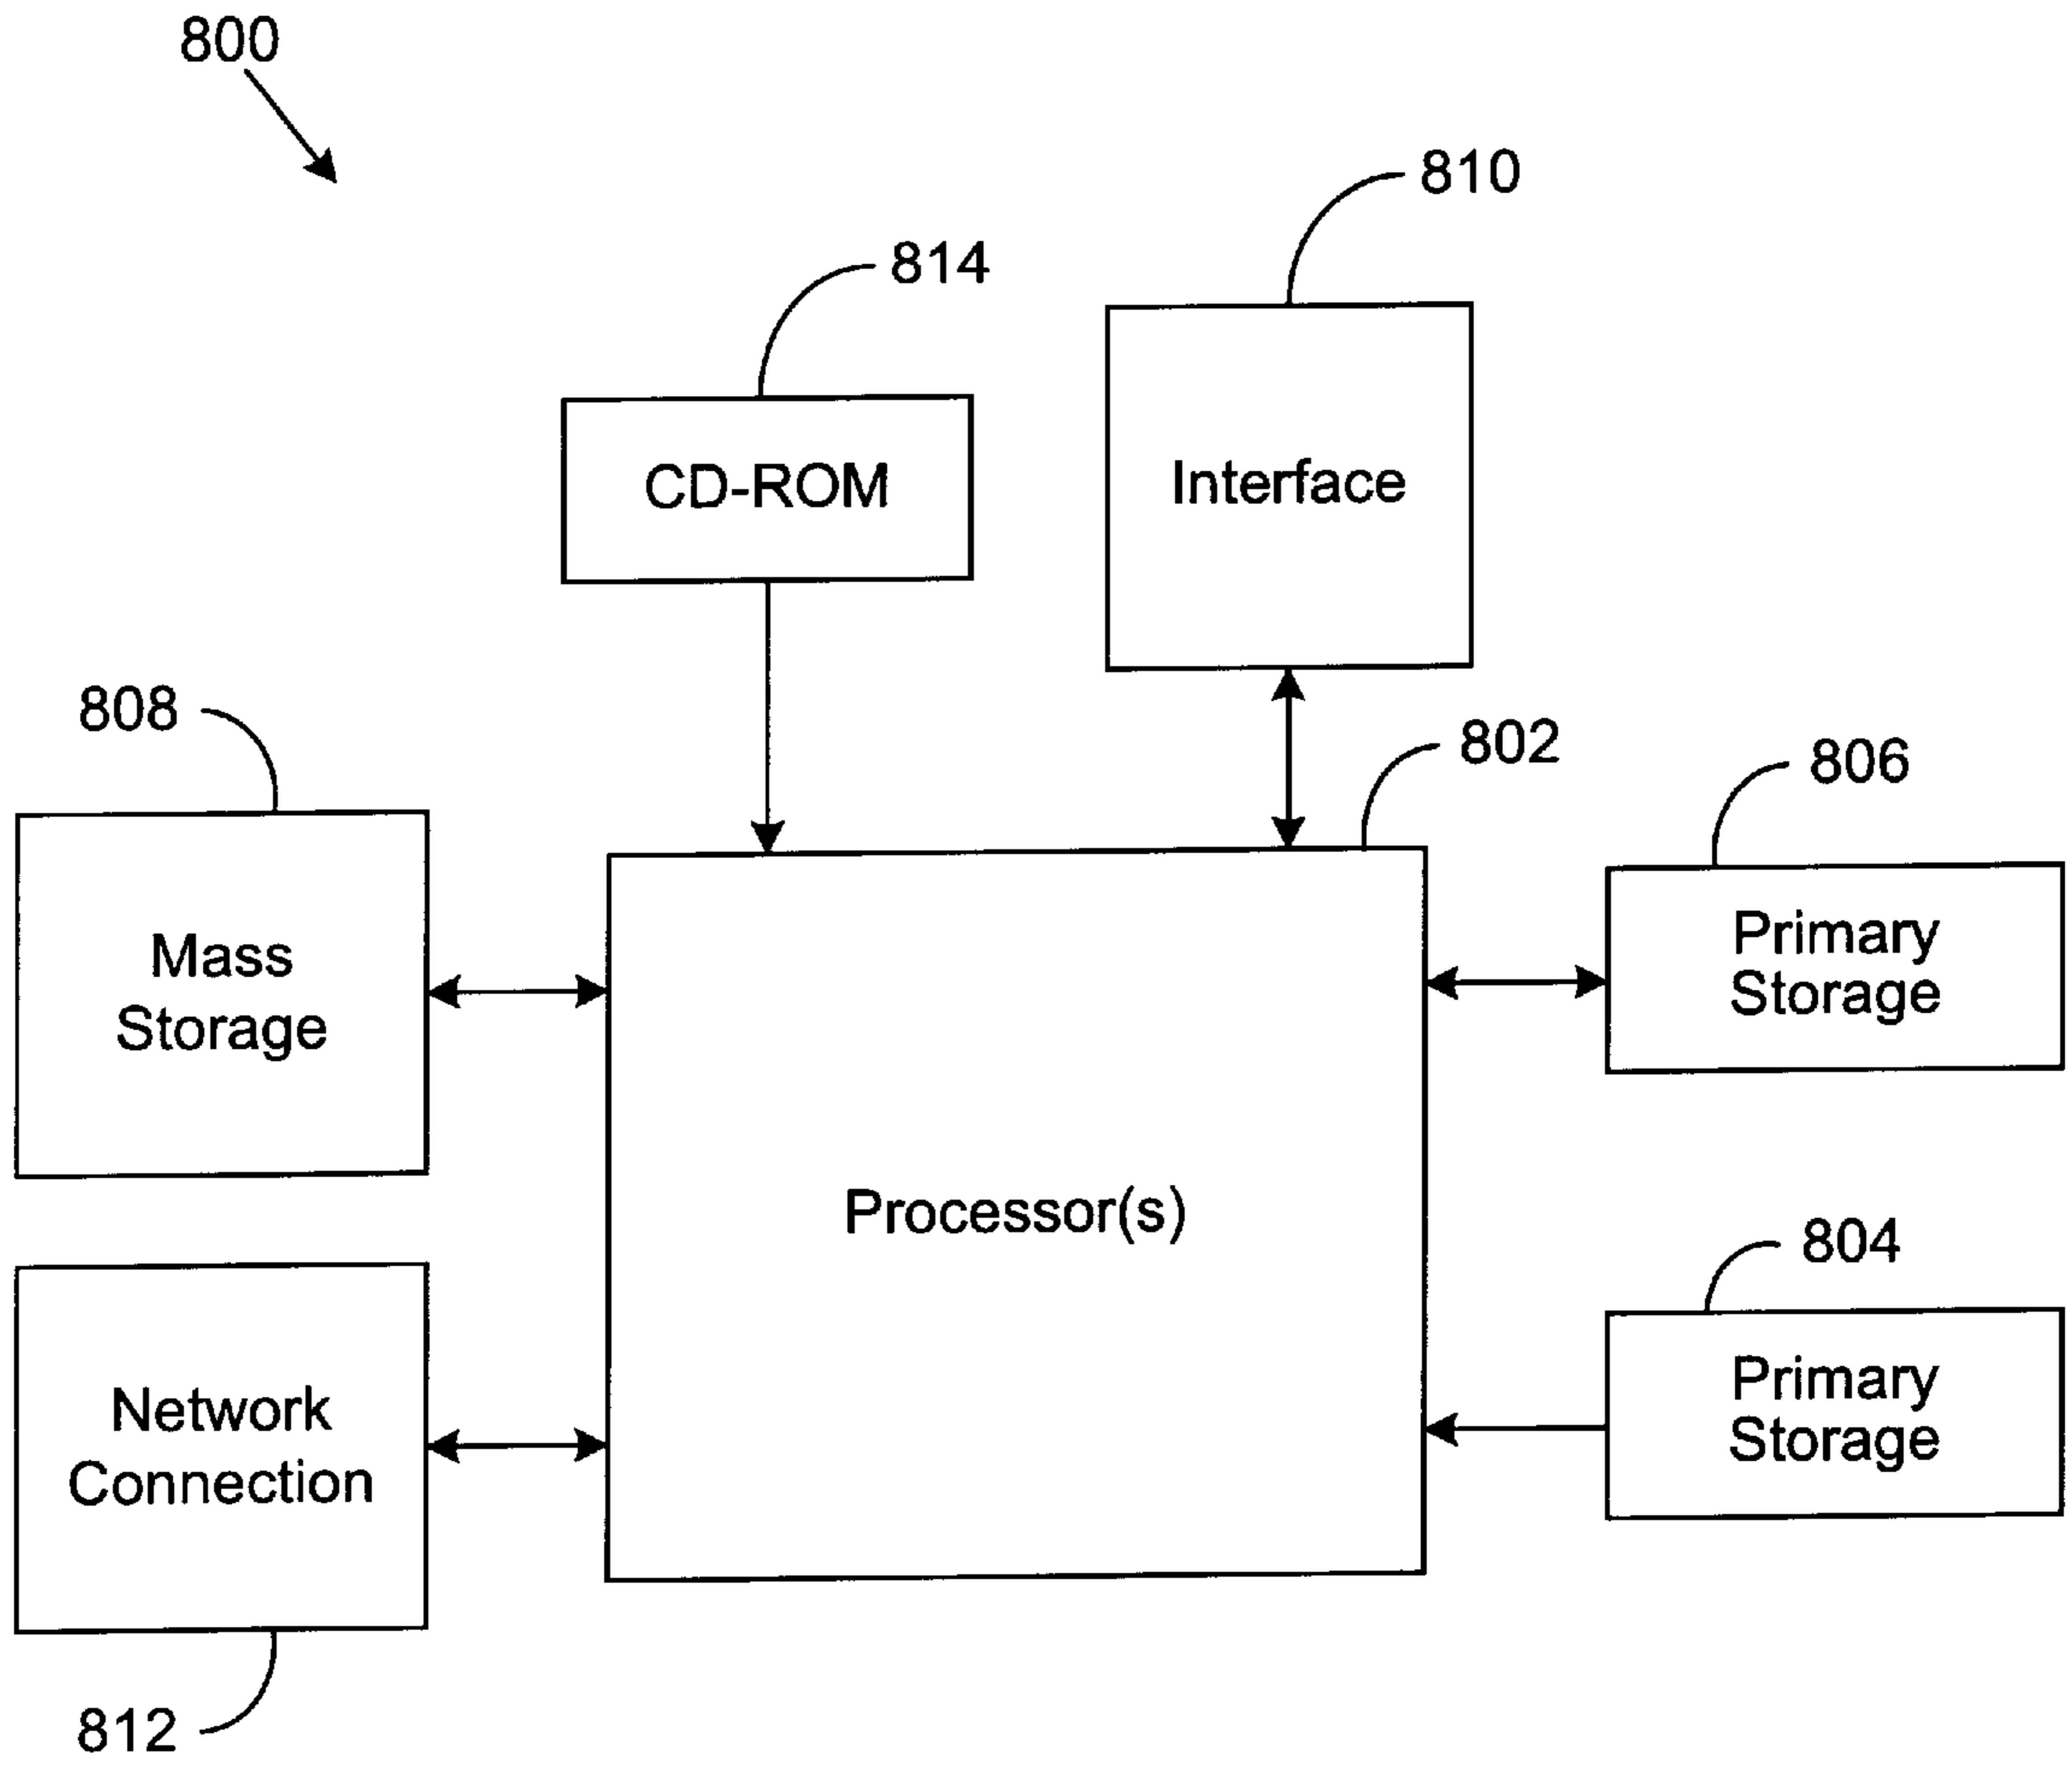 800
810
814
CD-ROM
Interface
808
802
806
Mass
Storage
Primary
Storage
Processor(s)
804
Network
Connection
Primary
Storage
812